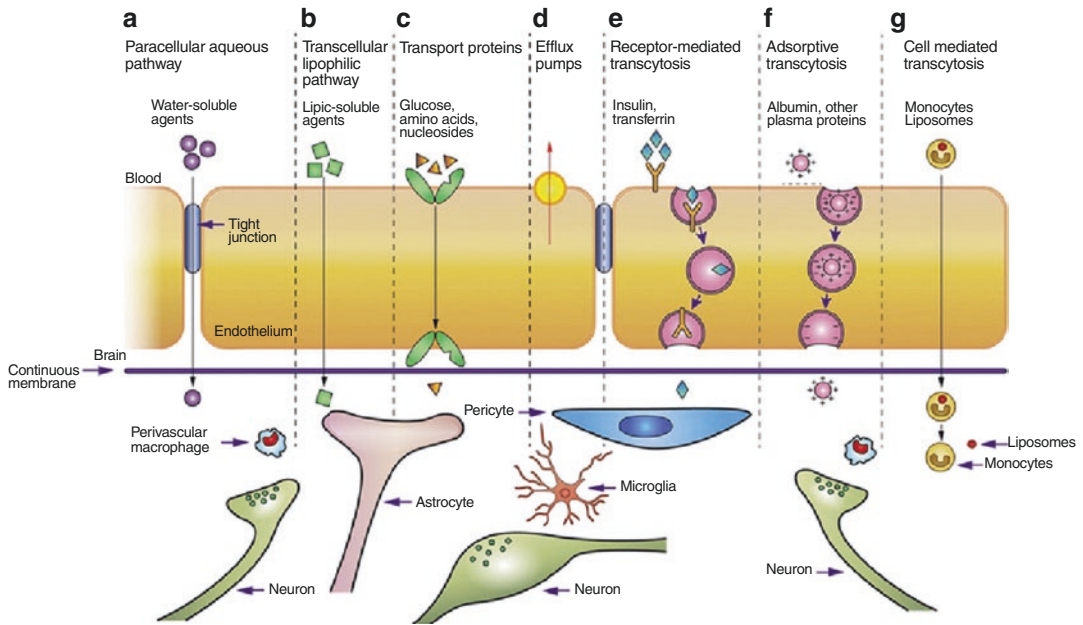 a
Paracellular aqueous
pathway
Water-soluble
agents
b
Transcellular
lipophilic
pathway
Lipic-soluble
agents
c
Transport proteins
Glucose,
amino acids,
nucleosides
d
Efflux
pumps
e
Receptor-mediated
transcytosis
Insulin,
transferrin
f
Adsorptive
transcytosis
Albumin, other
plasma proteins
g
Cell mediated
transcytosis
Monocytes
Liposomes
Blood
Tight
junction
Endothelium
Brain
Continuous
membrane
Perivascular
macrophage
Pericyte
Liposomes
Monocytes
Astrocyte
Microglia
Neuron
Neuron
Neuron